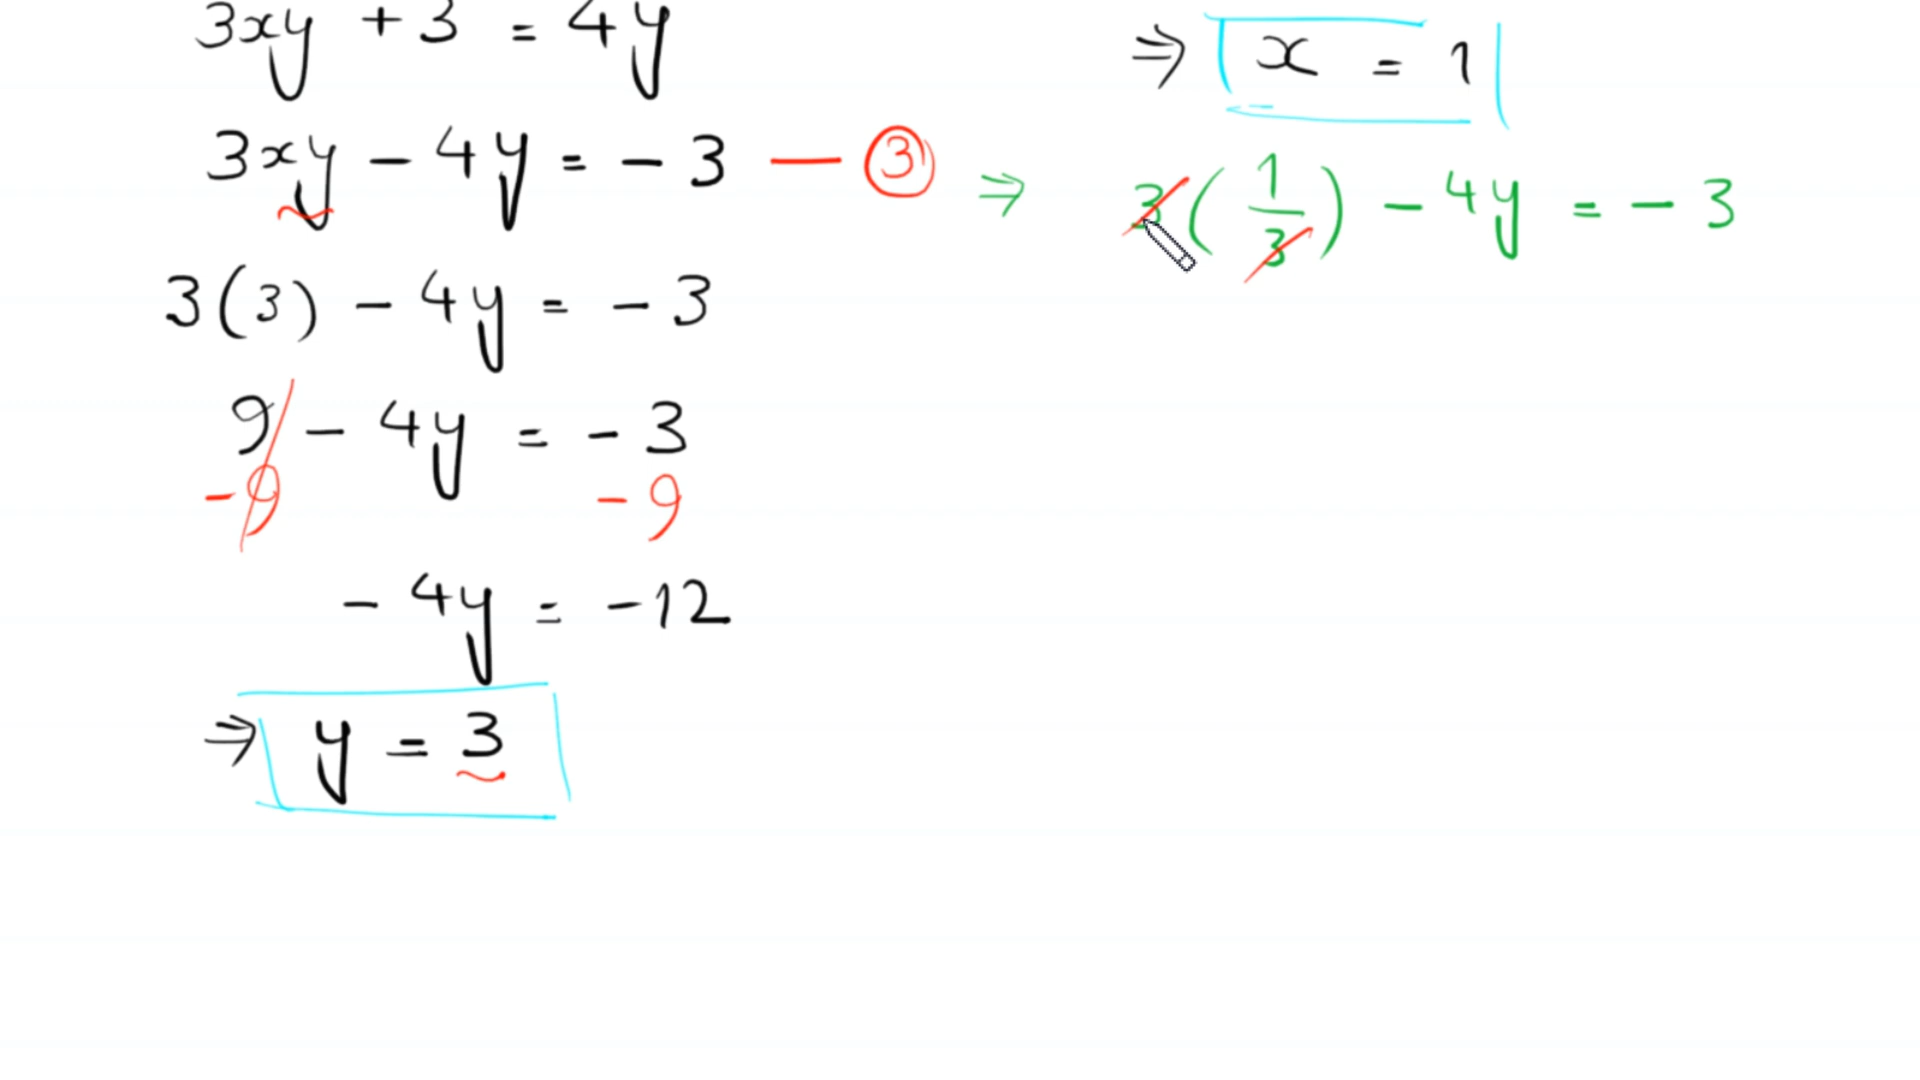 3xy + 3 = 4y
3xy - 4y = - 3 — ③
3(3) - 4y = - 3
9 - 4y = - 3
- 9 - 9
- 4y = -12
⇒ y = 3
⇒ x = 1
⇒ 3(1/3) - 4y = - 3